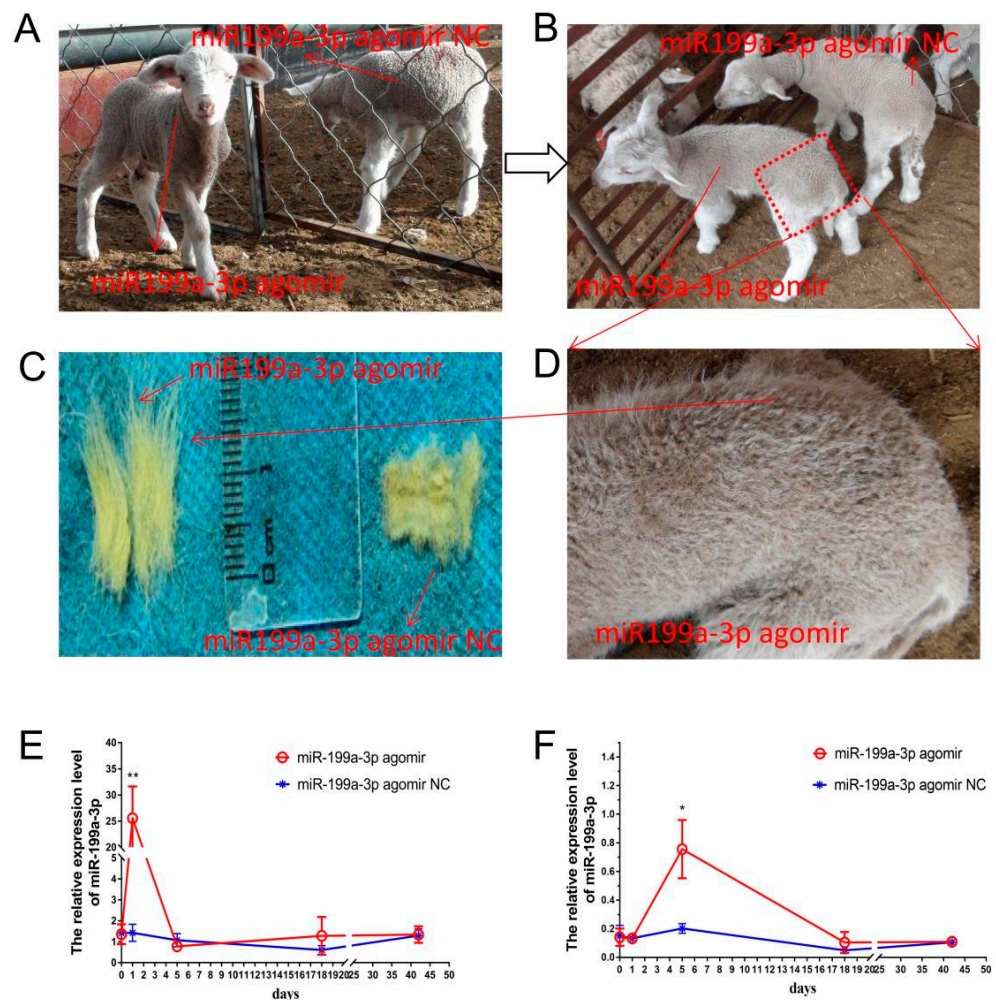 A
miR199a-3p agomir NC
miR199a-3p agomir
B
miR199a-3p agomir NC
miR199a-3p agomir
C
miR199a-3p agomir
1
0 cm
miR199a-3p agomir NC
D
miR199a-3p agomir
E
The relative expression level
of miR-199a-3p
40
35
30
25
20
5
4
3
2
1
0
**
miR-199a-3p agomir
miR-199a-3p agomir NC
0 1 2 3 4 5 6 7 8 9 10 11 12 13 14 15 16 17 18 19 20 25 30 35 40 45 50
days
F
The relative expression level
of miR-199a-3p
1.4
1.2
1.0
0.8
0.6
0.4
0.2
0.0
*
miR-199a-3p agomir
miR-199a-3p agomir NC
0 1 2 3 4 5 6 7 8 9 10 11 12 13 14 15 16 17 18 19 20 25 30 35 40 45 50
days